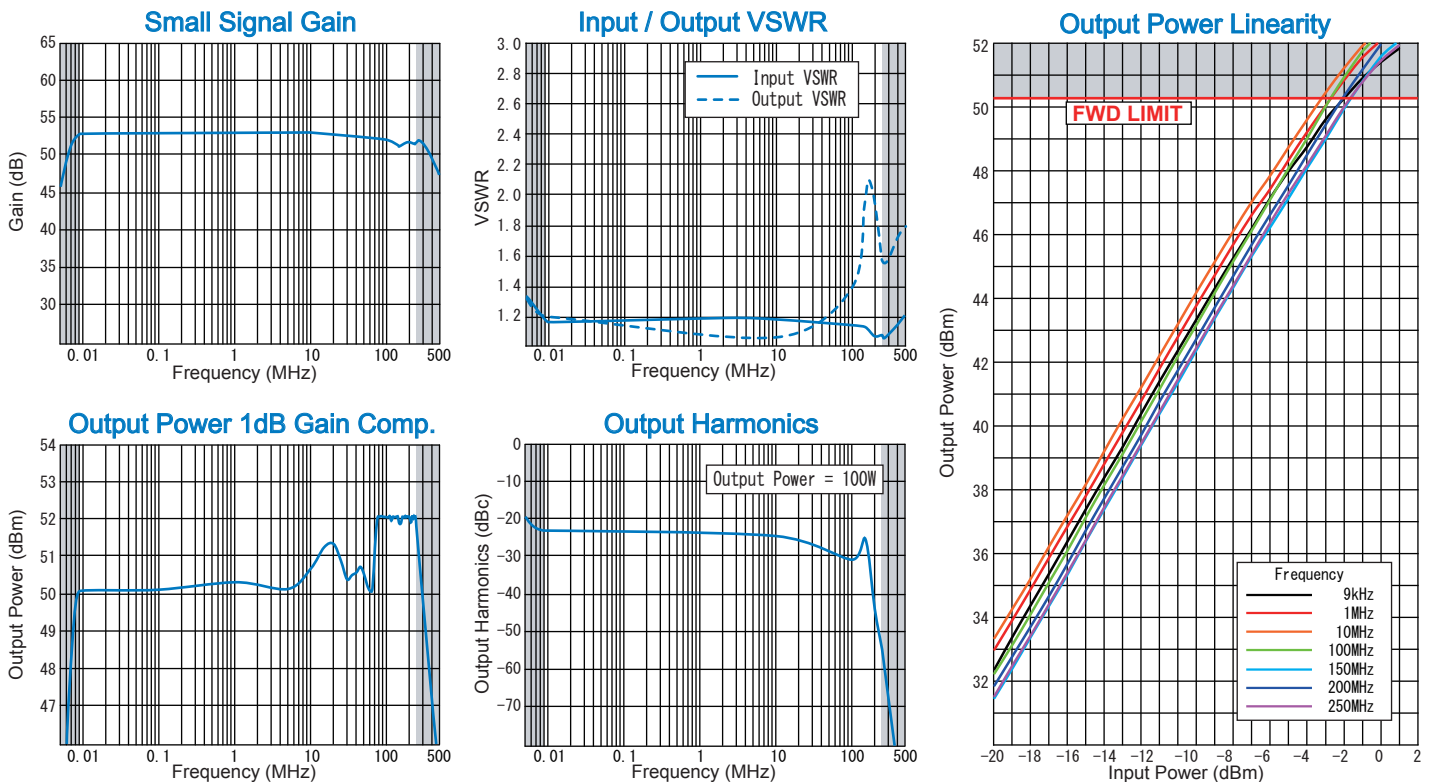 Small Signal Gain
65
60
55
50
45
40
35
30
Gain (dB)
0.01 0.1 1 10 100 500
Frequency (MHz)
Input / Output VSWR
3.0
2.8
2.6
2.4
2.2
2.0
1.8
1.6
1.4
1.2
VSWR
Input VSWR
Output VSWR
0.01 0.1 1 10 100 500
Frequency (MHz)
Output Power Linearity
52
50
48
46
44
42
40
38
36
34
32
Output Power (dBm)
FWD LIMIT
Frequency
9kHz
1MHz
10MHz
100MHz
150MHz
200MHz
250MHz
-20 -18 -16 -14 -10 -8 -6 -4 -2 0 2
Input Power (dBm)
Output Power 1dB Gain Comp.
54
53
52
51
50
49
48
47
Output Power (dBm)
0.01 0.1 1 10 100 500
Frequency (MHz)
Output Harmonics
0
-10
-20
-30
-40
-50
-60
-70
Output Harmonics (dBc)
Output Power = 100W
0.01 0.1 1 10 100 500
Frequency (MHz)